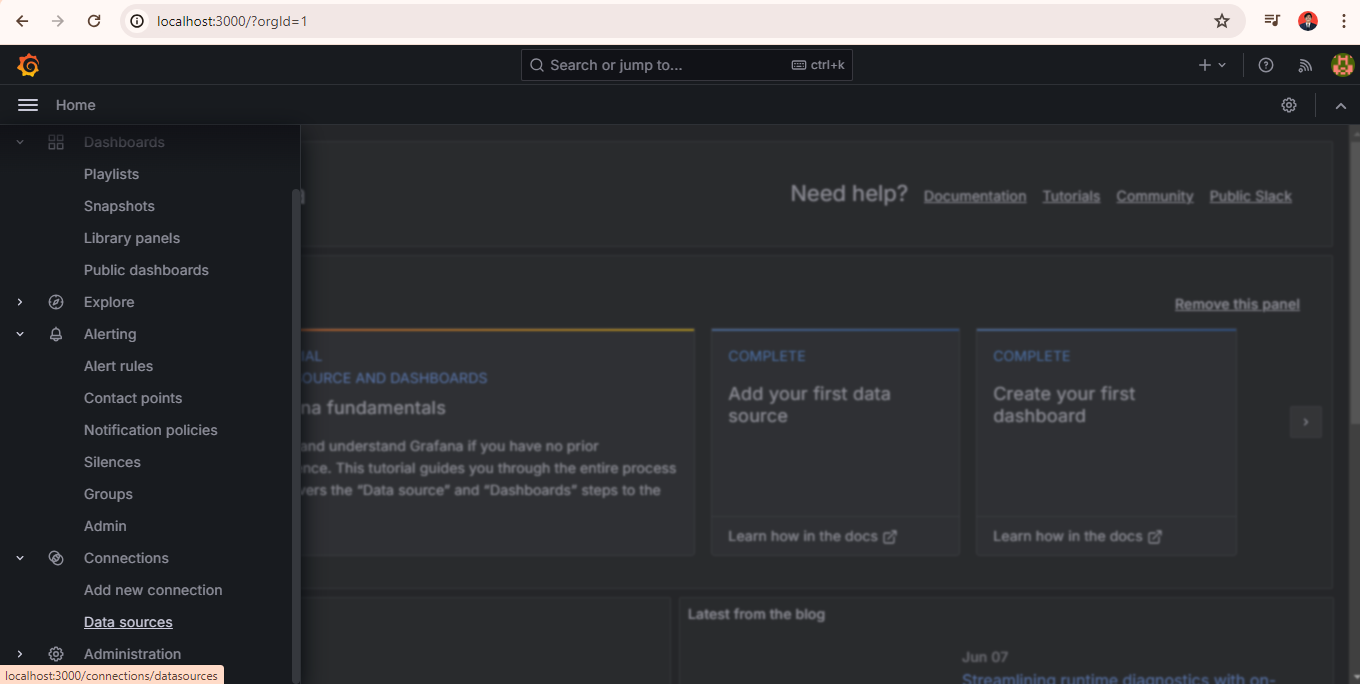 localhost:3000/?orgId=1
Search or jump to...
ctrl+k
Home
Dashboards
Playlists
Snapshots
Library panels
Public dashboards
Explore
Alerting
Alert rules
Contact points
Notification policies
Silences
Groups
Admin
Connections
Add new connection
Data sources
Administration
localhost:3000/connections/datasources
Need help? Documentation Tutorials Community Public Slack
Remove this panel
IAL
OURCE AND DASHBOARDS
na fundamentals
and understand Grafana if you have no prior
ence. This tutorial guides you through the entire process
vers the "Data source" and "Dashboards" steps to the
COMPLETE
Add your first data
source
Learn how in the docs
COMPLETE
Create your first
dashboard
Learn how in the docs
Latest from the blog
Jun 07
Streamlining runtime diagnostics with on-